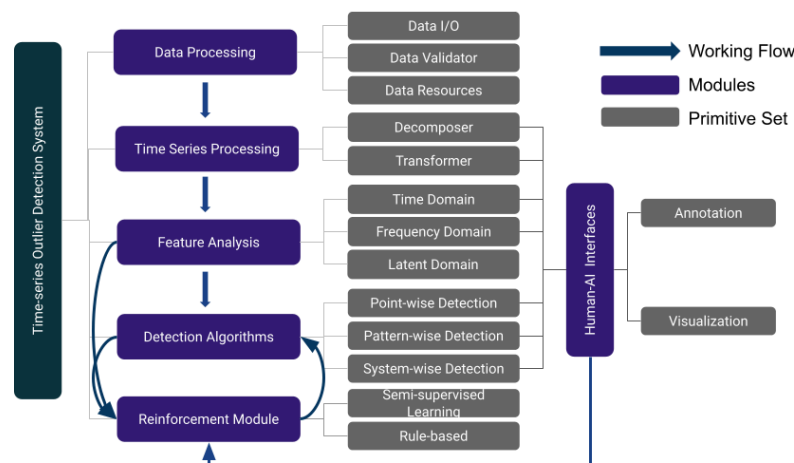 Time-series Outlier Detection System
Data Processing
Data I/O
Data Validator
Data Resources
Time Series Processing
Decomposer
Transformer
Feature Analysis
Time Domain
Frequency Domain
Latent Domain
Detection Algorithms
Point-wise Detection
Pattern-wise Detection
System-wise Detection
Reinforcement Module
Semi-supervised
Learning
Rule-based
Human-AI Interfaces
Annotation
Visualization
Working Flow
Modules
Primitive Set